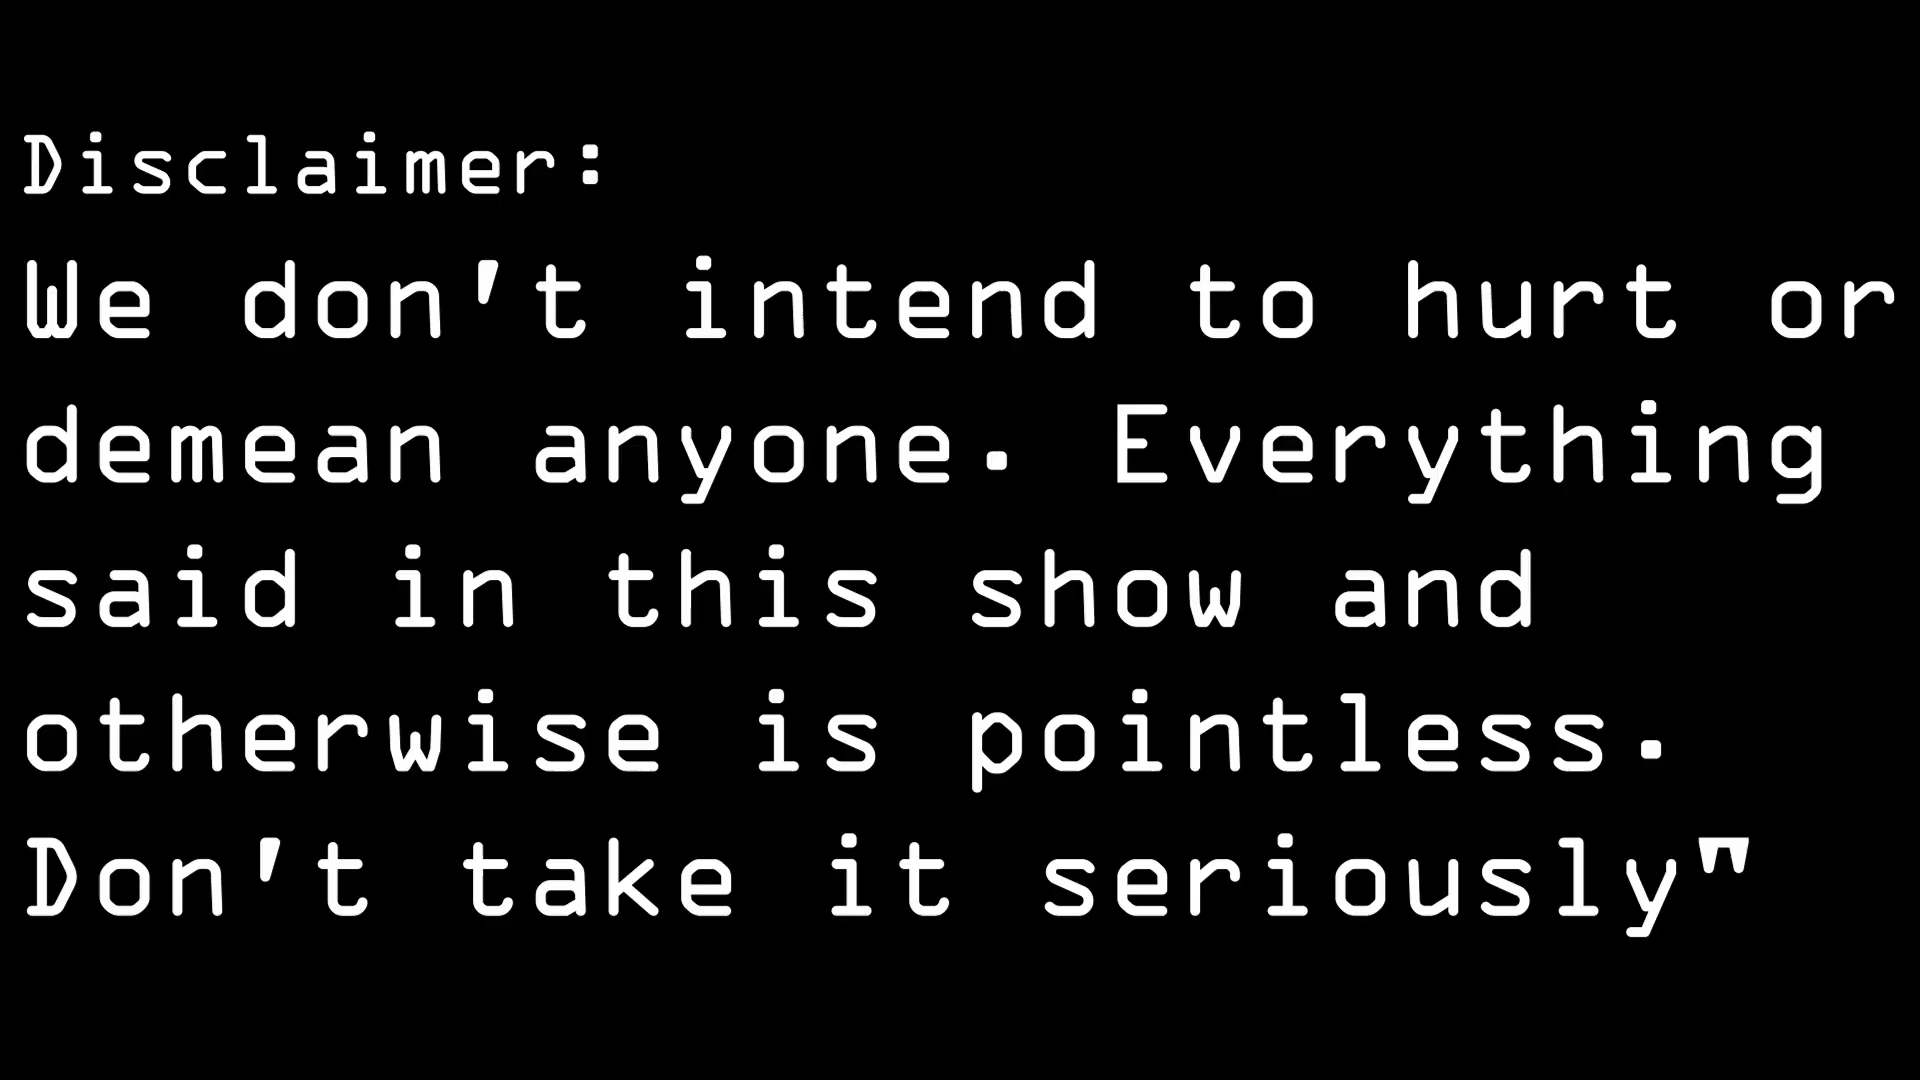 Disclaimer:
We don't intend to hurt or
demean anyone. Everything
said in this show and
otherwise is pointless.
Don't take it seriously"